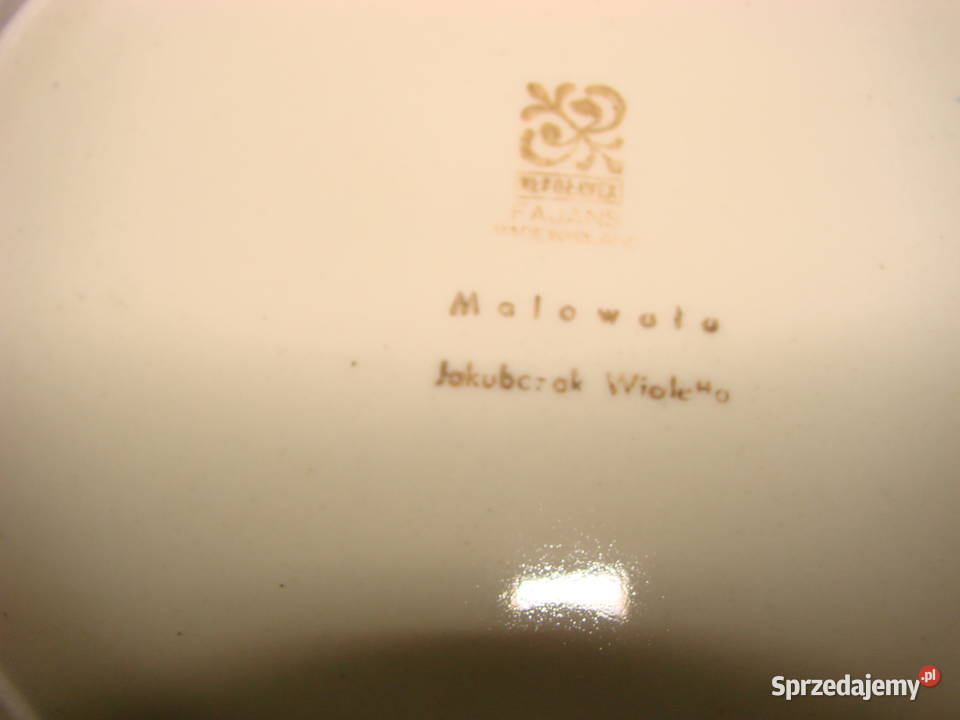 FAJANS
Malowała
Jakubczak Wioletta
Sprzedajemy.pl